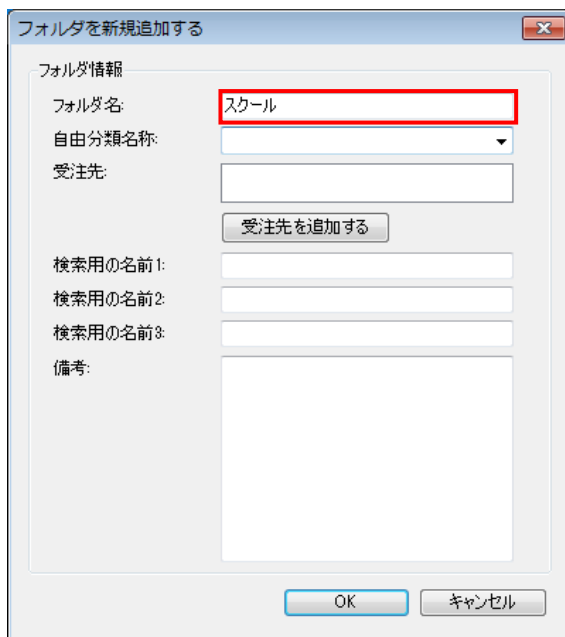 フォルダを新規追加する
フォルダ情報
フォルダ名: スクール
自由分類名称:
受注先:
受注先を追加する
検索用の名前1:
検索用の名前2:
検索用の名前3:
備考:
OK キャンセル